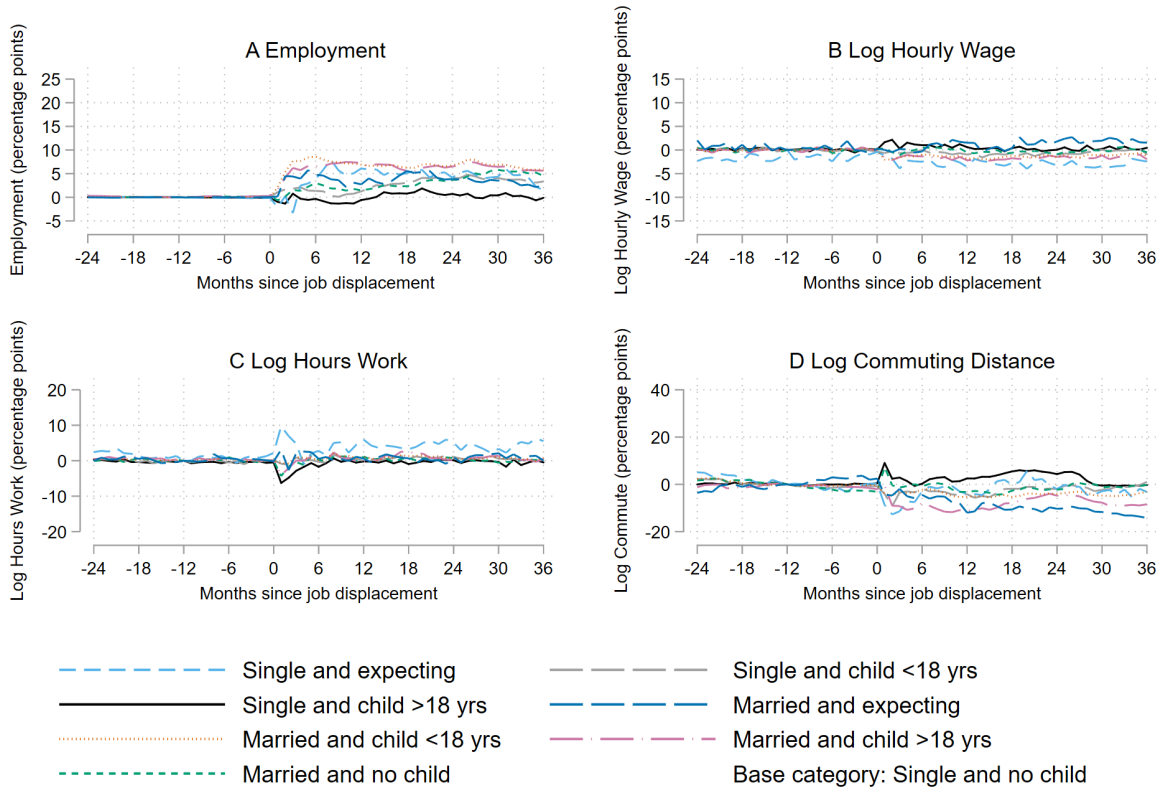 A Employment
Employment (percentage points)
25
20
15
10
5
0
-5
-24 -18 -12 -6 0 6 12 18 24 30 36
Months since job displacement
B Log Hourly Wage
Log Hourly Wage (percentage points)
15
10
5
0
-5
-10
-15
-24 -18 -12 -6 0 6 12 18 24 30 36
Months since job displacement
C Log Hours Work
Log Hours Work (percentage points)
20
10
0
-10
-20
-24 -18 -12 -6 0 6 12 18 24 30 36
Months since job displacement
D Log Commuting Distance
Log Commute (percentage points)
40
20
0
-20
-24 -18 -12 -6 0 6 12 18 24 30 36
Months since job displacement
Single and expecting
Single and child <18 yrs
Single and child >18 yrs
Married and expecting
Married and child <18 yrs
Married and child >18 yrs
Married and no child
Base category: Single and no child